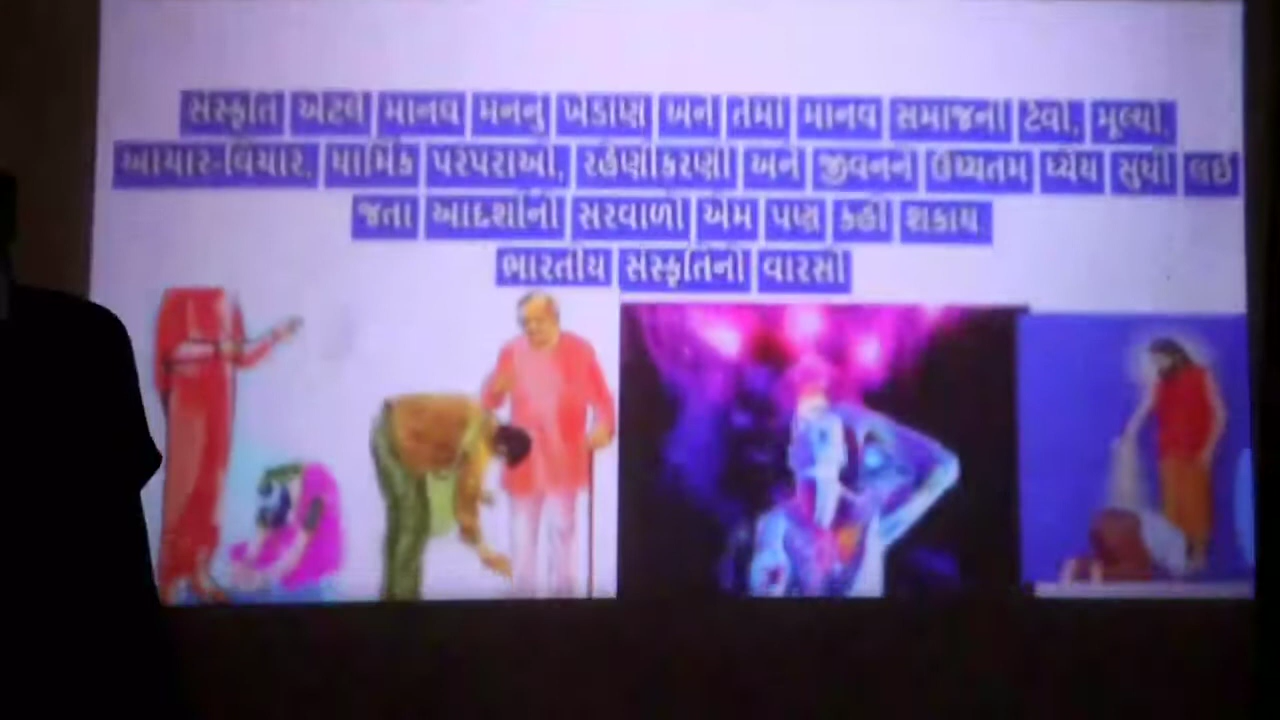 સંસ્કૃતિ એટલે માનવ મનનું ખેડાણ અને તેમાં માનવ સમાજની ટેવો, મૂલ્યો,
આચાર-વિચાર, ધાર્મિક પરંપરાઓ, રહેણીકરણી અને જીવનને ઉચ્ચતમ ધ્યેય સુધી લઈ
જતા આદર્શોનો સરવાળો એમ પણ કહી શકાય.
ભારતીય સંસ્કૃતિનો વારસો